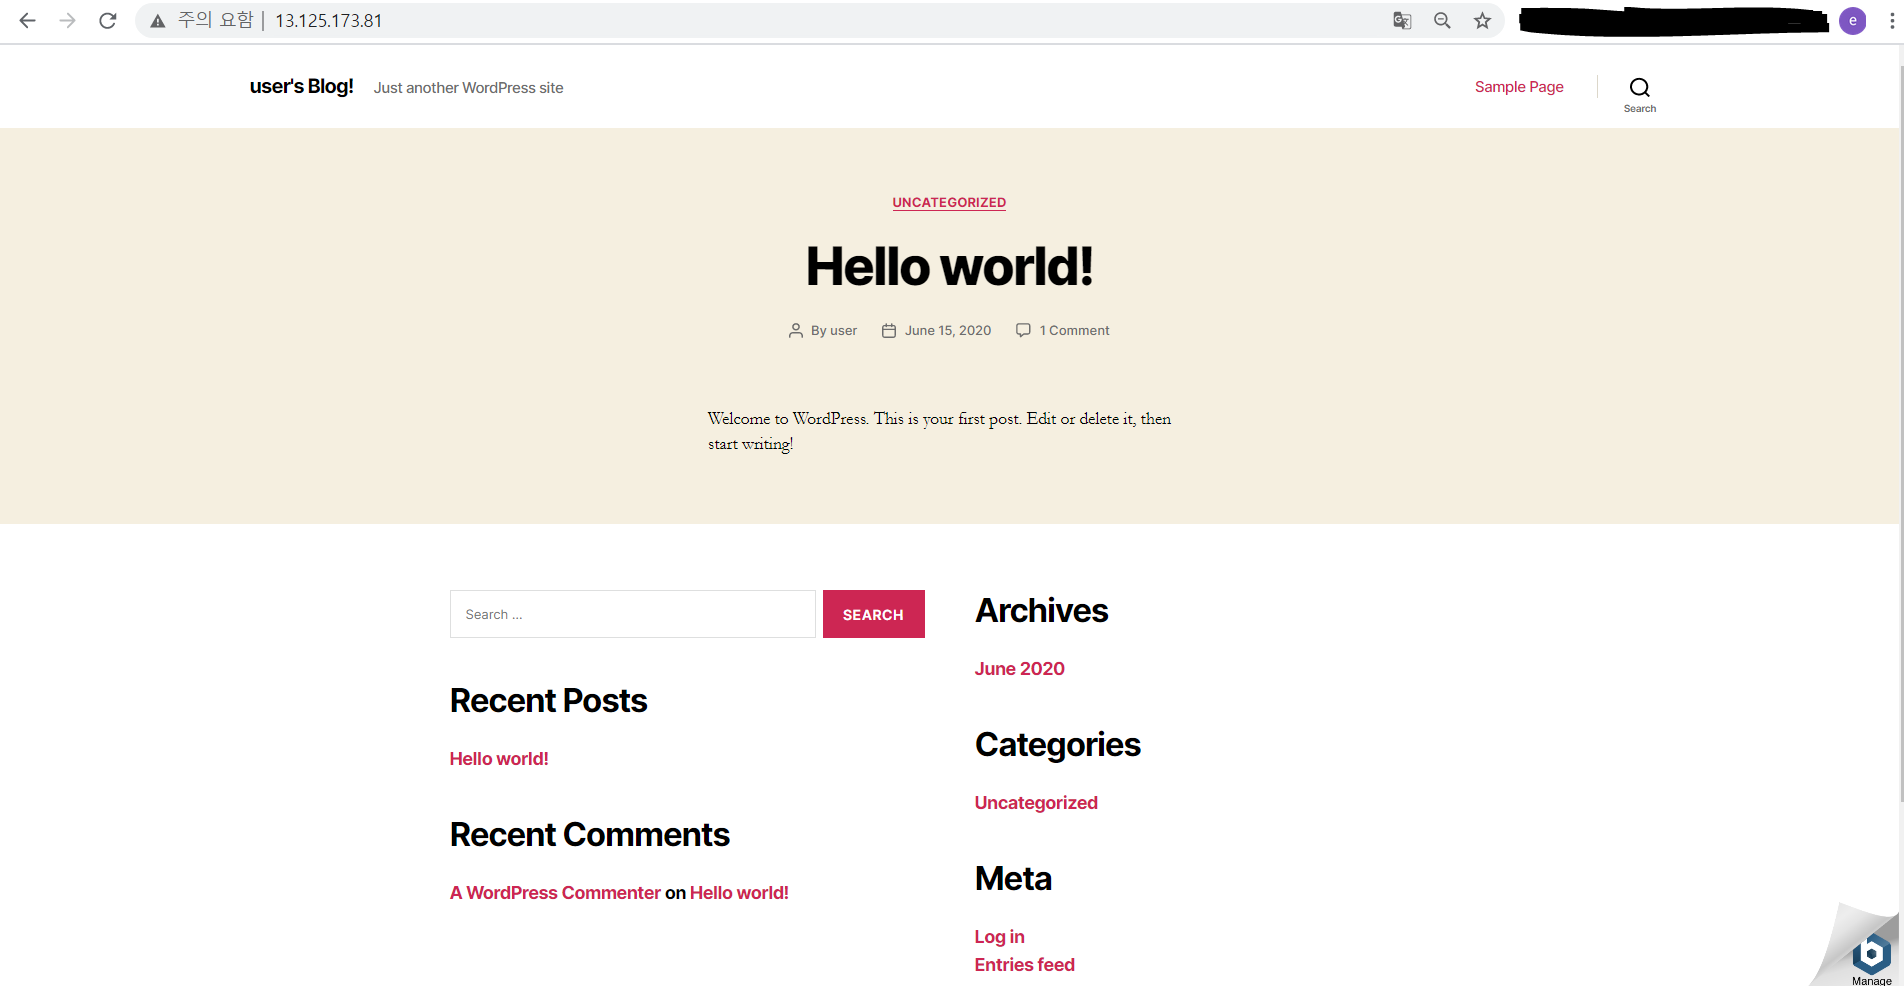 주의 요함 | 13.125.173.81
e
user's Blog! Just another WordPress site
Sample Page
Search
UNCATEGORIZED
Hello world!
By user June 15, 2020 1 Comment
Welcome to WordPress. This is your first post. Edit or delete it, then
start writing!
Search ...
SEARCH
Recent Posts
Hello world!
Recent Comments
A WordPress Commenter on Hello world!
Archives
June 2020
Categories
Uncategorized
Meta
Log in
Entries feed
Manage